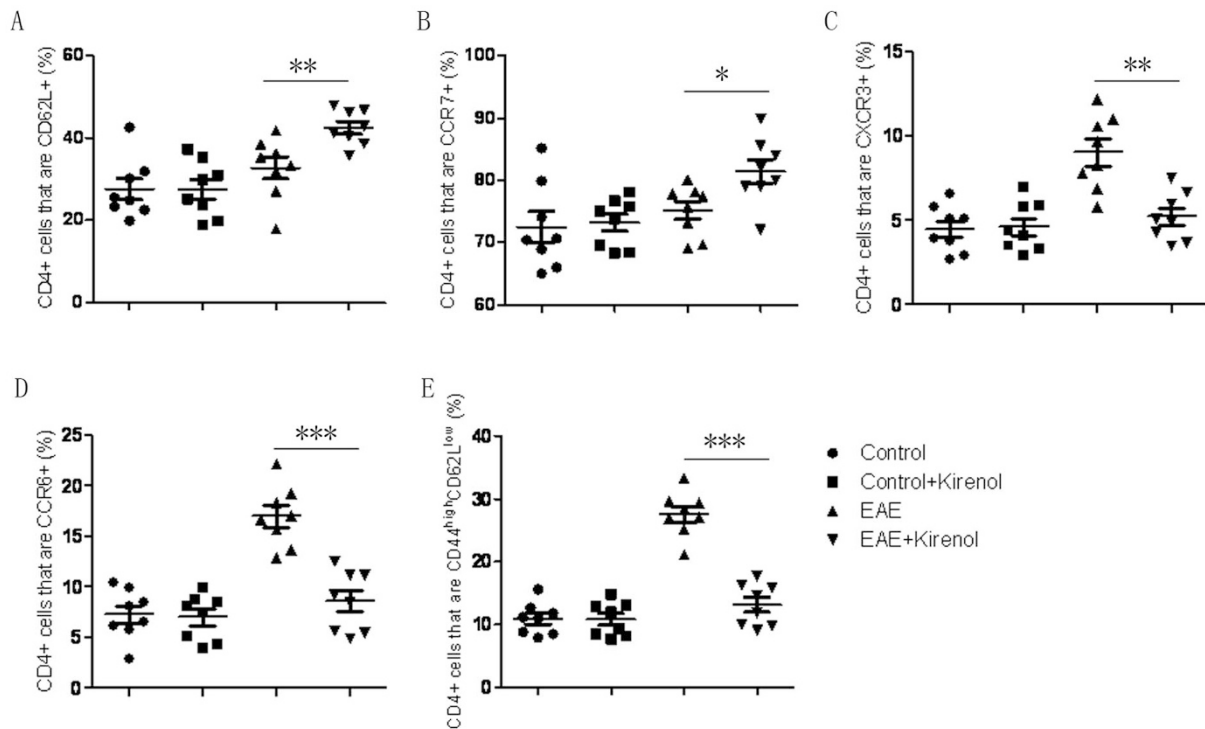 A
CD4+ cells that are CD62L+ (%)
60
40
20
0
**
B
CD4+ cells that are CCR7+ (%)
100
90
80
70
60
*
C
CD4+ cells that are CXCR3+ (%)
15
10
5
0
**
D
CD4+ cells that are CCR6+ (%)
25
20
15
10
5
0
***
E
CD4+ cells that are CD44highCD62Llow (%)
40
30
20
10
0
***
Control
Control+Kirenol
EAE
EAE+Kirenol